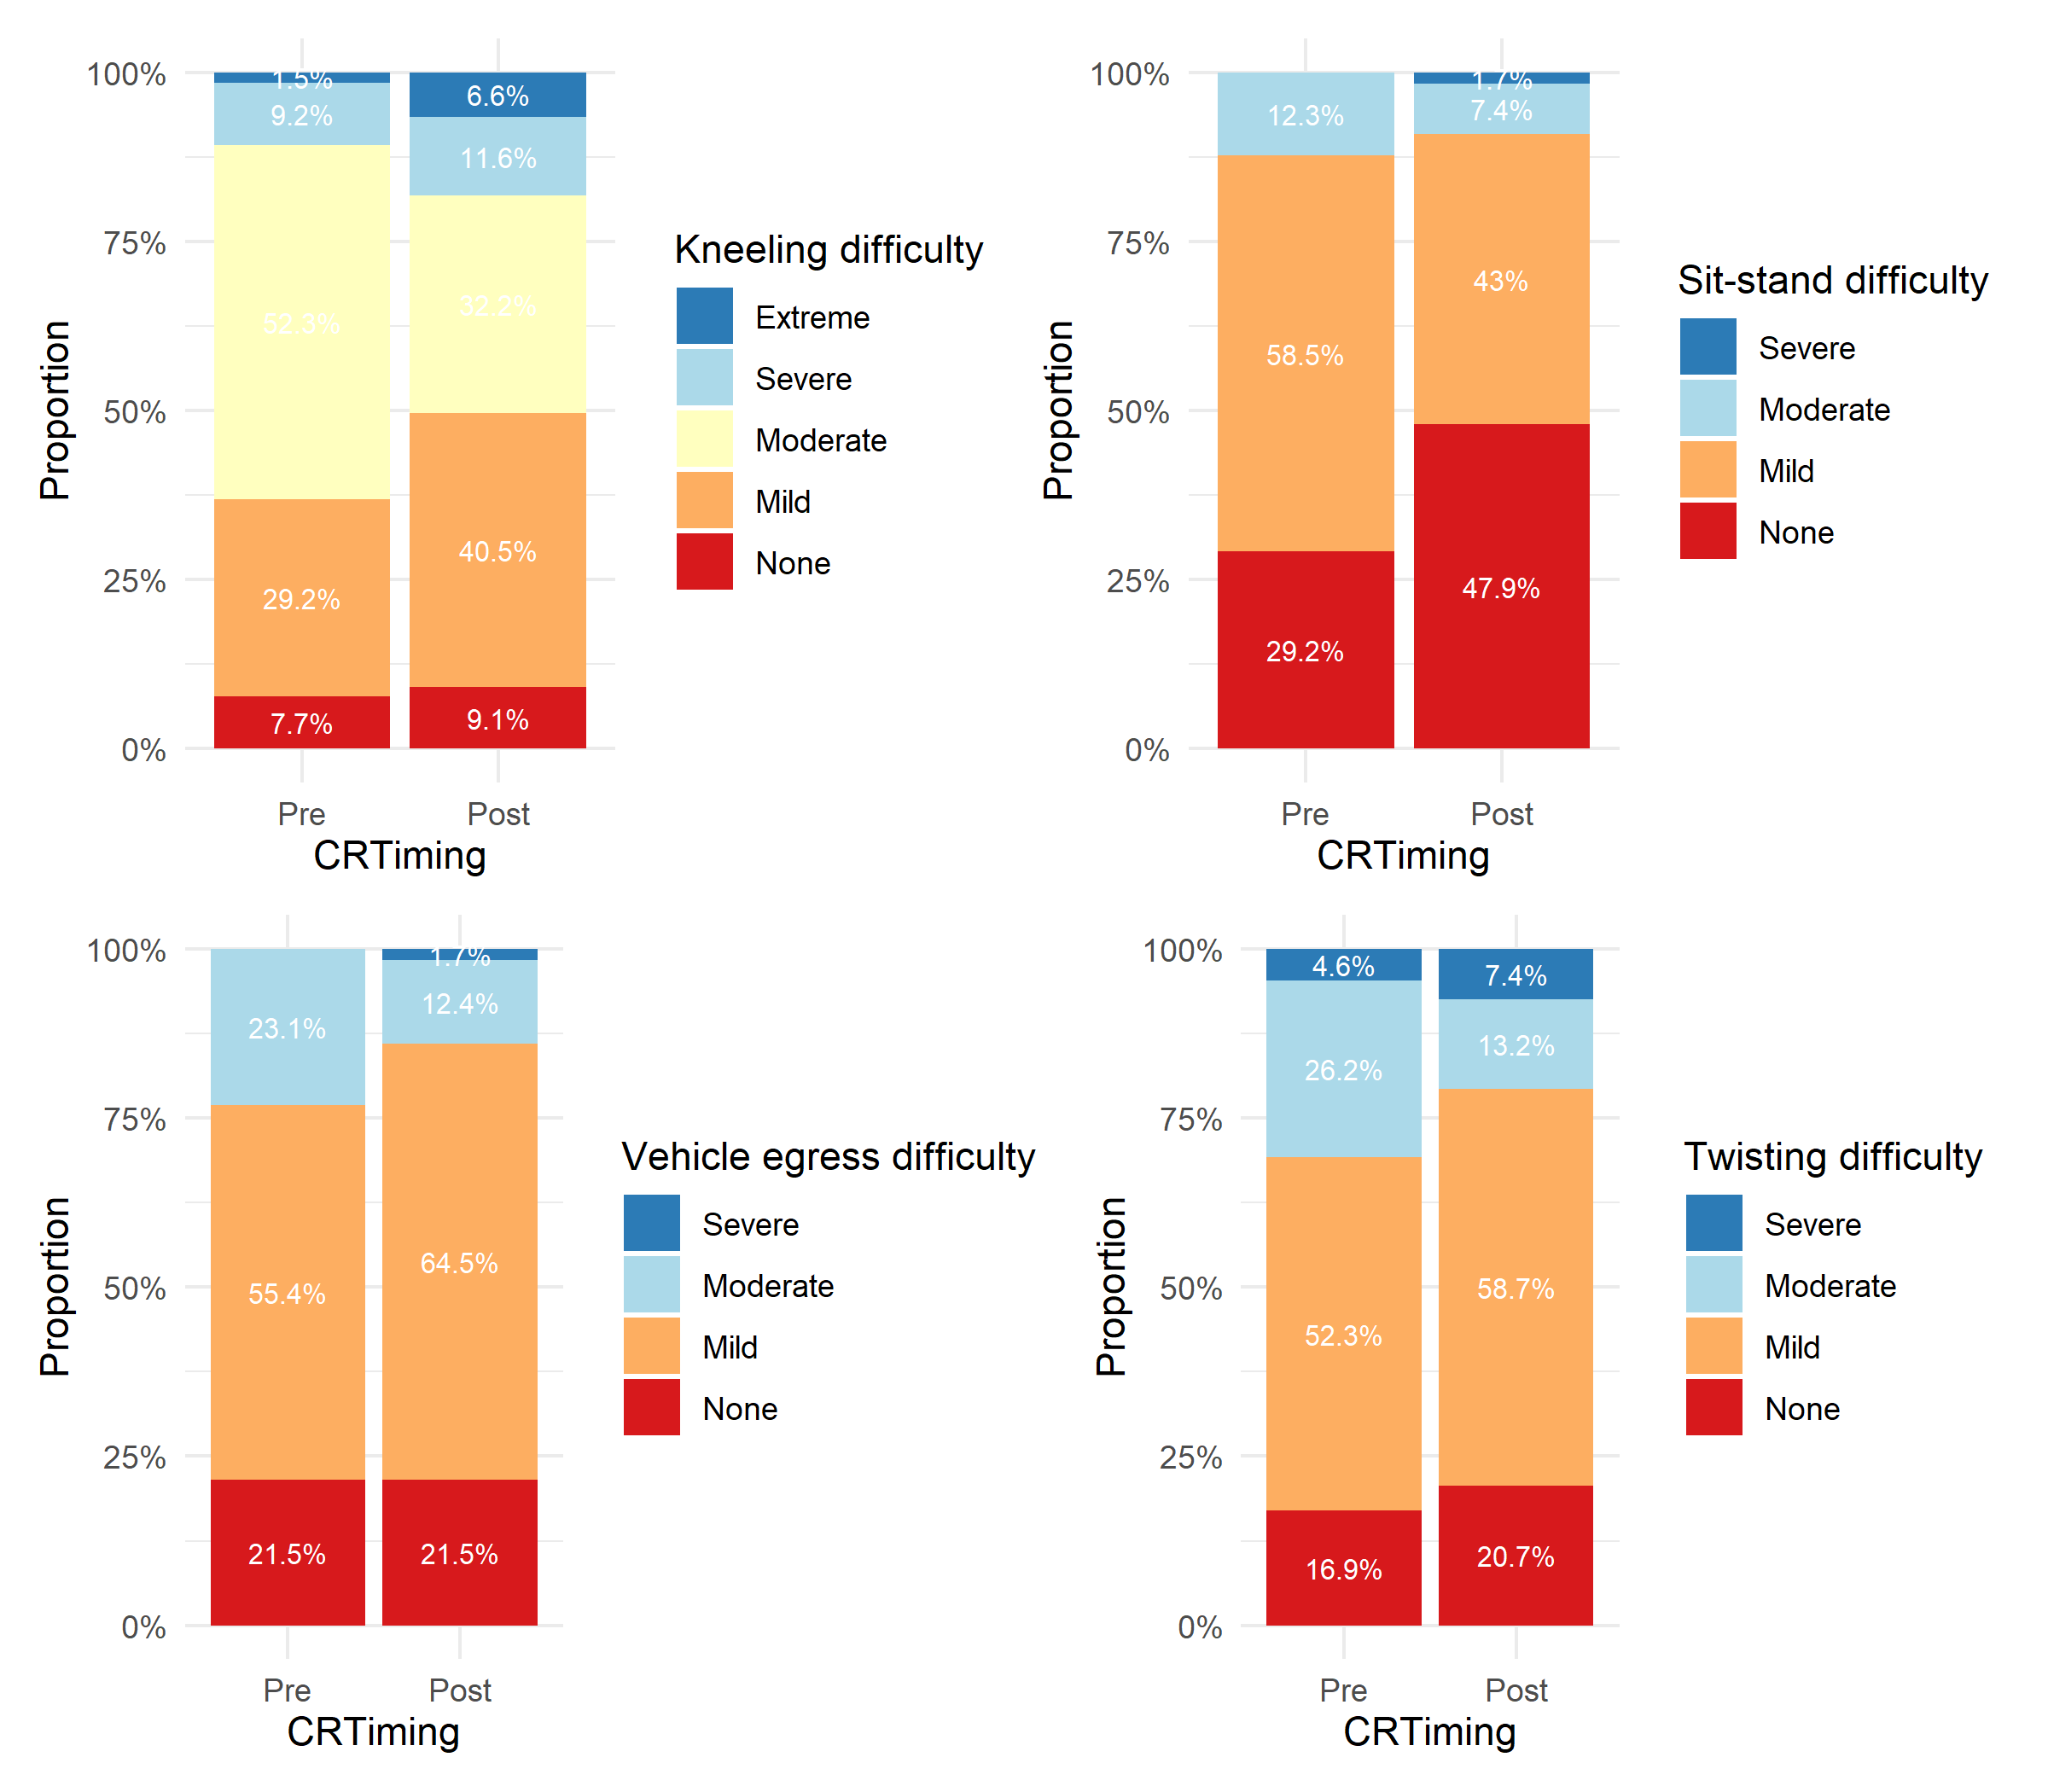 100%
75%
50%
25%
0%
Proportion
1.5%
9.2%
52.3%
29.2%
7.7%
6.6%
11.6%
32.2%
40.5%
9.1%
Pre Post
CRTiming
Kneeling difficulty
Extreme
Severe
Moderate
Mild
None
100%
75%
50%
25%
0%
Proportion
12.3%
58.5%
29.2%
1.7%
7.4%
43%
47.9%
Pre Post
CRTiming
Sit-stand difficulty
Severe
Moderate
Mild
None
100%
75%
50%
25%
0%
Proportion
23.1%
55.4%
21.5%
1.7%
12.4%
64.5%
21.5%
Pre Post
CRTiming
Vehicle egress difficulty
Severe
Moderate
Mild
None
100%
75%
50%
25%
0%
Proportion
4.6%
26.2%
52.3%
16.9%
7.4%
13.2%
58.7%
20.7%
Pre Post
CRTiming
Twisting difficulty
Severe
Moderate
Mild
None